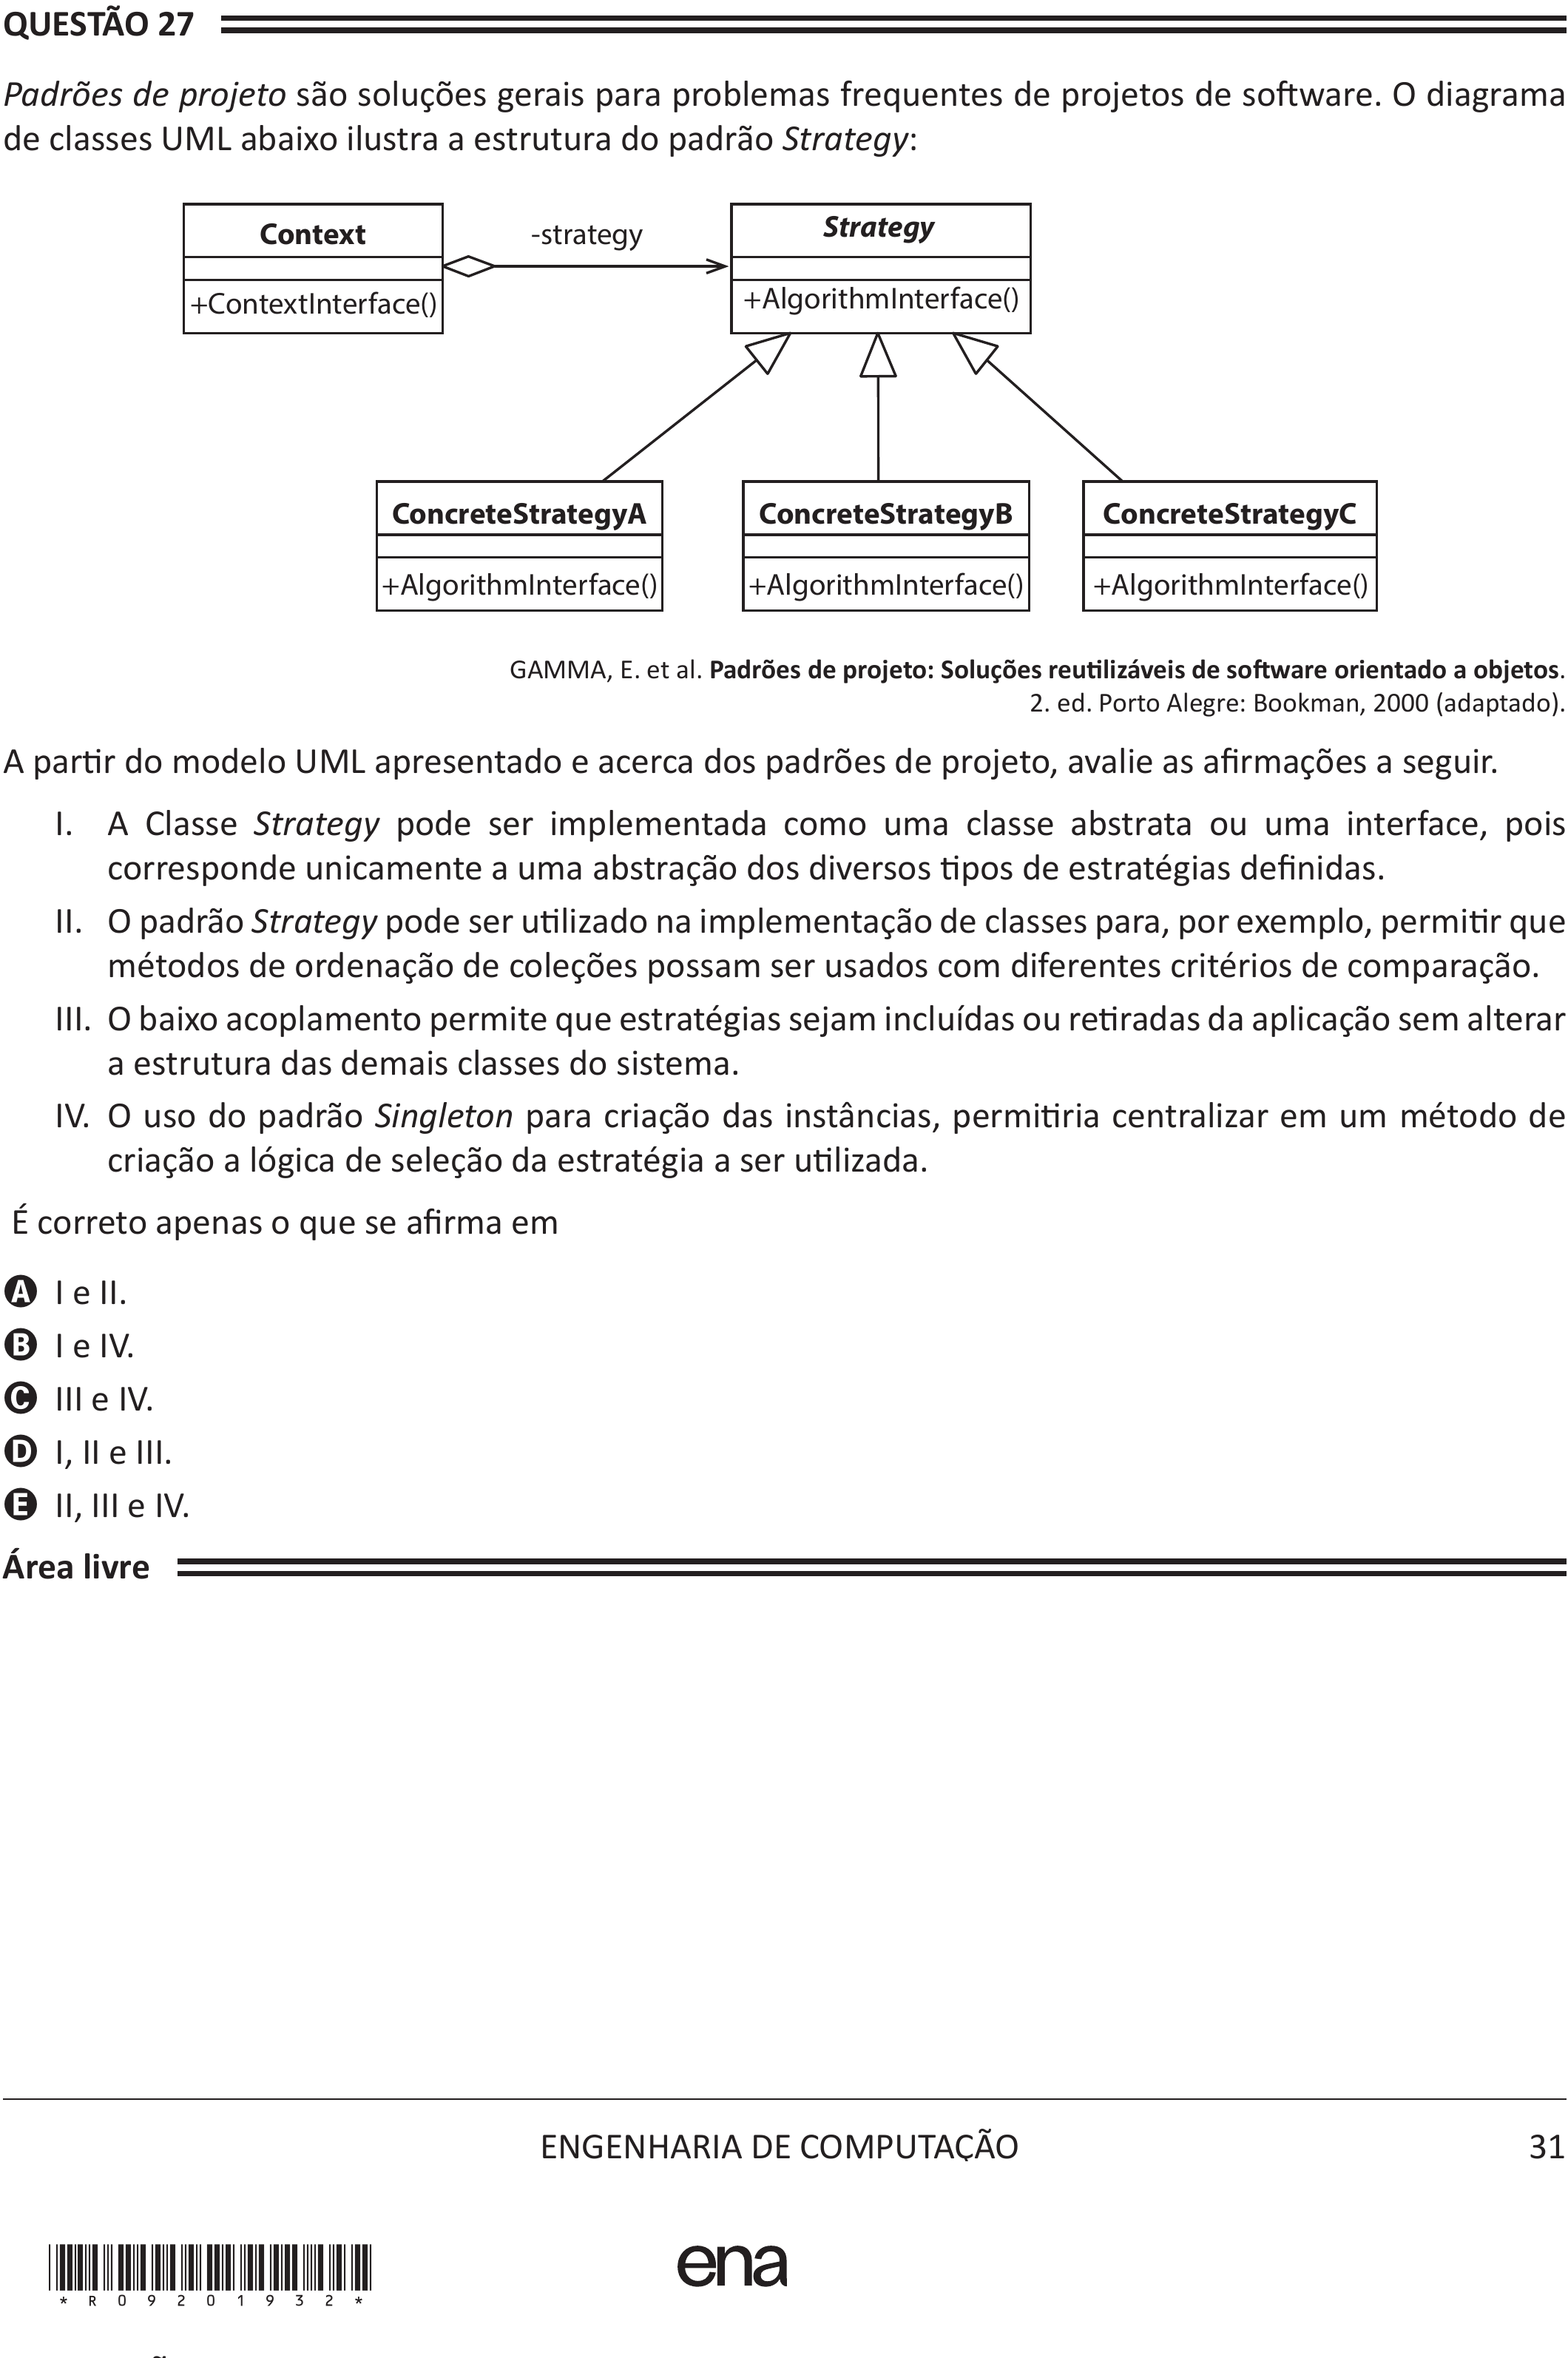 QUESTÃO 27
Padrões de projeto são soluções gerais para problemas frequentes de projetos de software. O diagrama
de classes UML abaixo ilustra a estrutura do padrão Strategy:
Context
+ContextInterface()
-strategy
Strategy
+AlgorithmInterface()
ConcreteStrategyA
+AlgorithmInterface()
ConcreteStrategyB
+AlgorithmInterface()
ConcreteStrategyC
+AlgorithmInterface()
GAMMA, E. et al. Padrões de projeto: Soluções reutilizáveis de software orientado a objetos.
2. ed. Porto Alegre: Bookman, 2000 (adaptado).
A partir do modelo UML apresentado e acerca dos padrões de projeto, avalie as afirmações a seguir.
I. A Classe Strategy pode ser implementada como uma classe abstrata ou uma interface, pois
corresponde unicamente a uma abstração dos diversos tipos de estratégias definidas.
II. O padrão Strategy pode ser utilizado na implementação de classes para, por exemplo, permitir que
métodos de ordenação de coleções possam ser usados com diferentes critérios de comparação.
III. O baixo acoplamento permite que estratégias sejam incluídas ou retiradas da aplicação sem alterar
a estrutura das demais classes do sistema.
IV. O uso do padrão Singleton para criação das instâncias, permitiria centralizar em um método de
criação a lógica de seleção da estratégia a ser utilizada.
É correto apenas o que se afirma em
A I e II.
B I e IV.
C III e IV.
D I, II e III.
E II, III e IV.
Área livre
ENGENHARIA DE COMPUTAÇÃO 31
*R09201932*
ena